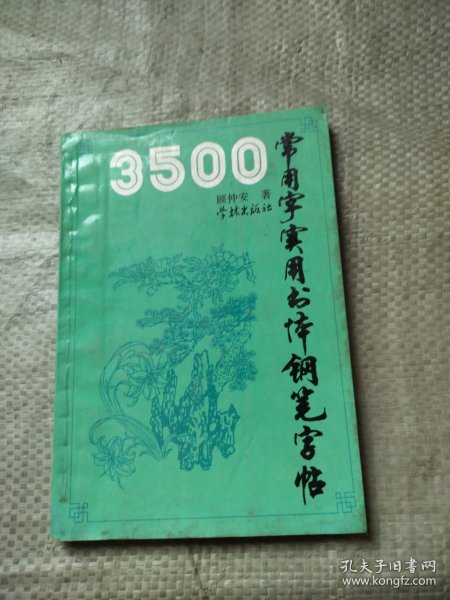 3500
常用字实用书体钢笔字帖
顾仲安 著
学林出版社
孔夫子旧书网
www.kongfz.com